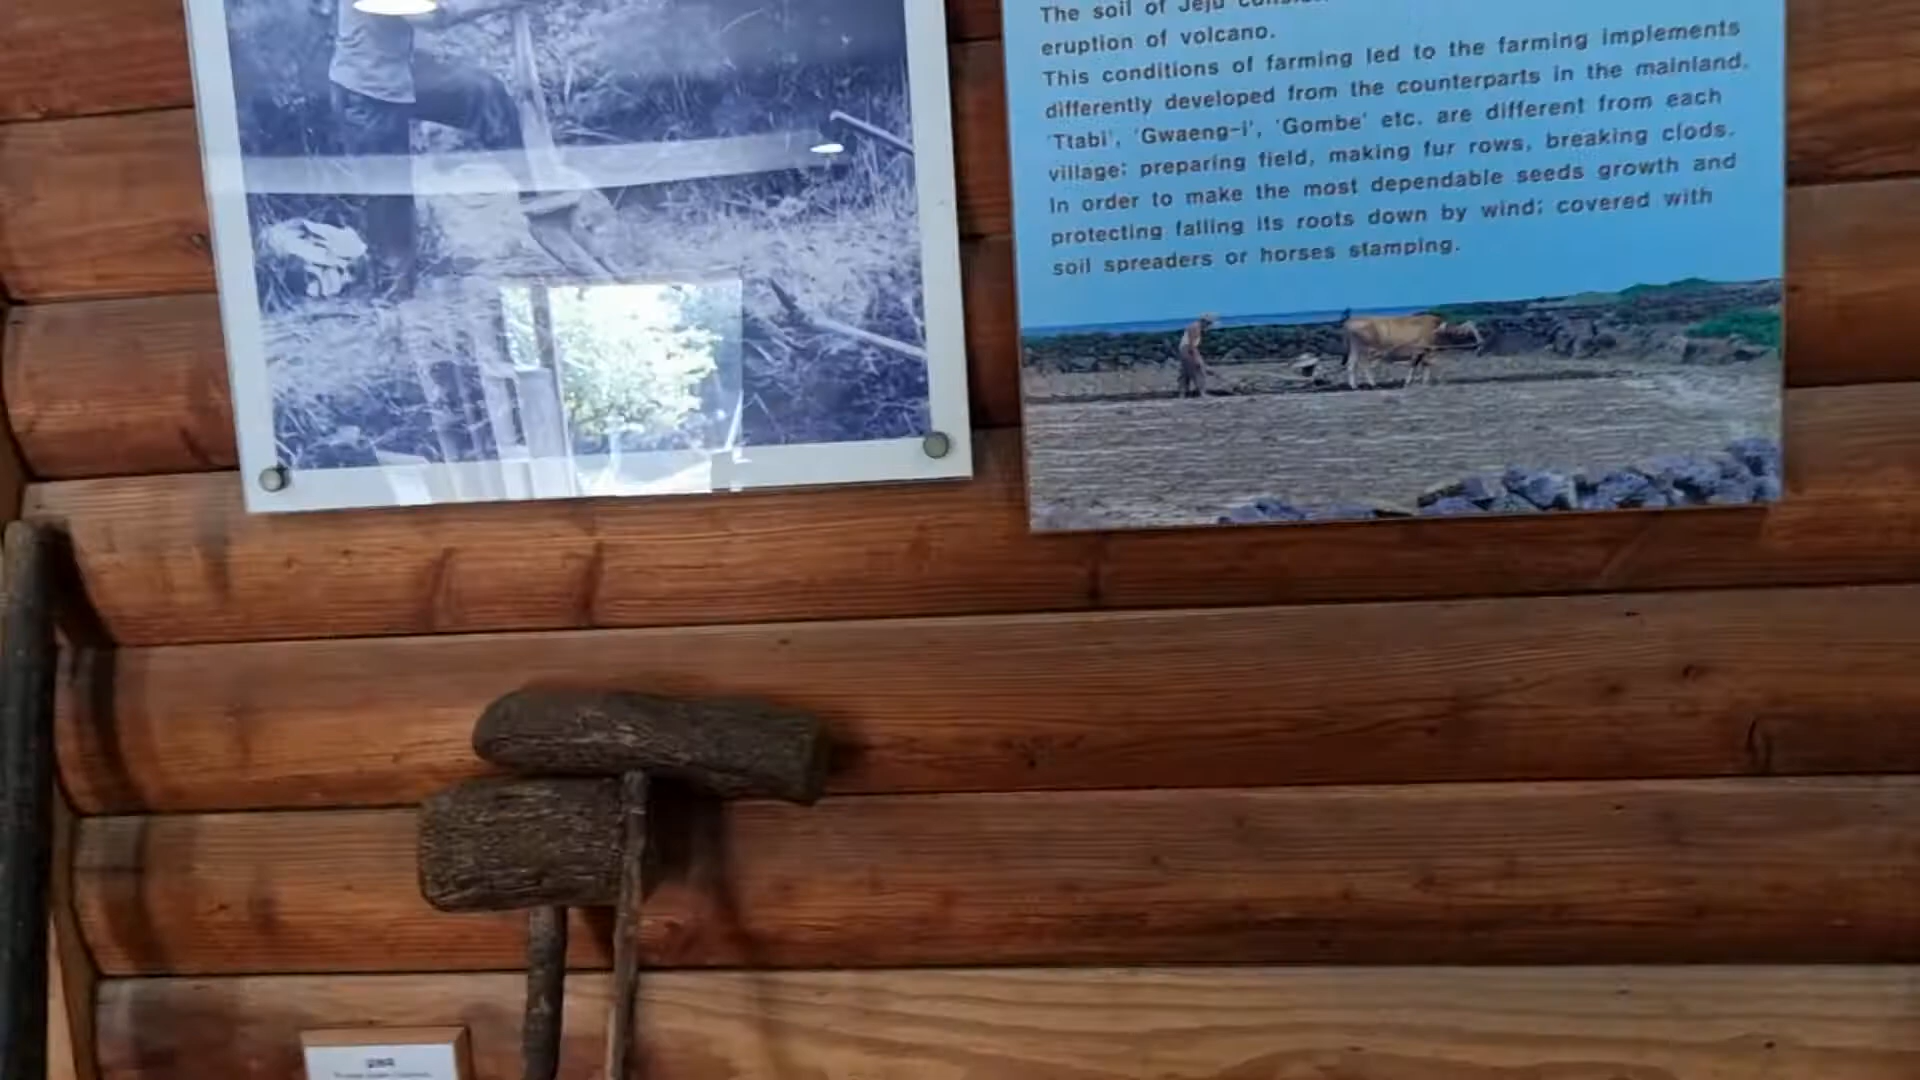 The soil of Jeju
eruption of volcano.
This conditions of farming led to the farming implements
differently developed from the counterparts in the mainland.
'Ttabi', 'Gwaeng-i', 'Gombe' etc. are different from each
village; preparing field, making fur rows, breaking clods.
In order to make the most dependable seeds growth and
protecting falling its roots down by wind; covered with
soil spreaders or horses stamping.